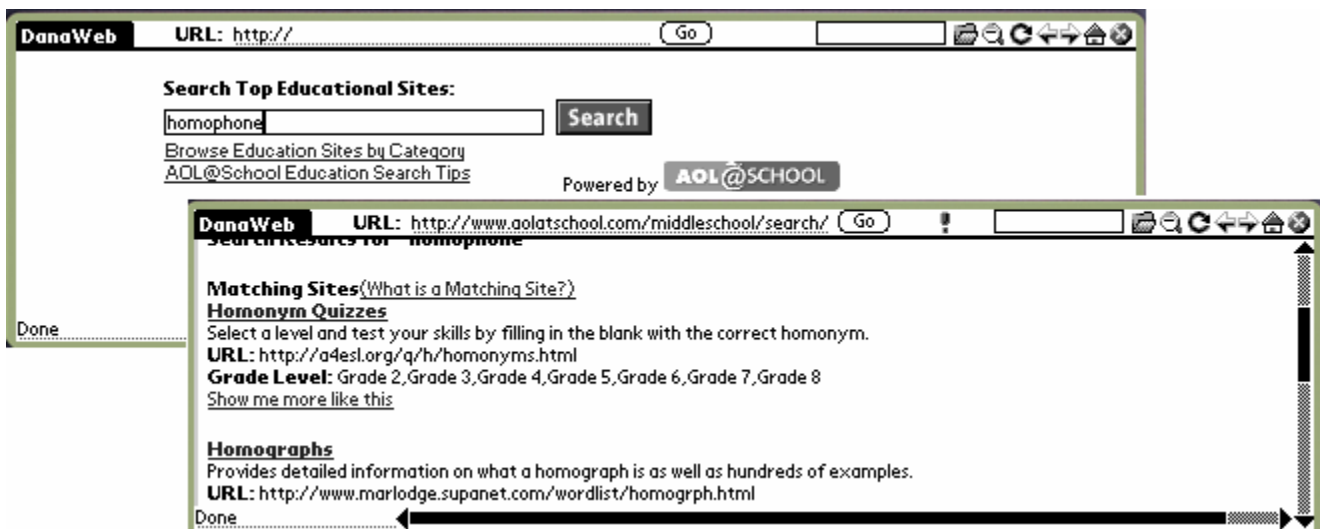 DanaWeb URL: http:// Go
Search Top Educational Sites:
homophone Search
Browse Education Sites by Category
AOL@School Education Search Tips
Powered by AOL@SCHOOL
Done
DanaWeb URL: http://www.aolatschool.com/middleschool/search/ Go !
Search Results for "homophone"
Matching Sites(What is a Matching Site?)
Homonym Quizzes
Select a level and test your skills by filling in the blank with the correct homonym.
URL: http://a4esl.org/q/h/homonyms.html
Grade Level: Grade 2,Grade 3,Grade 4,Grade 5,Grade 6,Grade 7,Grade 8
Show me more like this
Homographs
Provides detailed information on what a homograph is as well as hundreds of examples.
URL: http://www.marlodge.supanet.com/wordlist/homogrph.html
Done